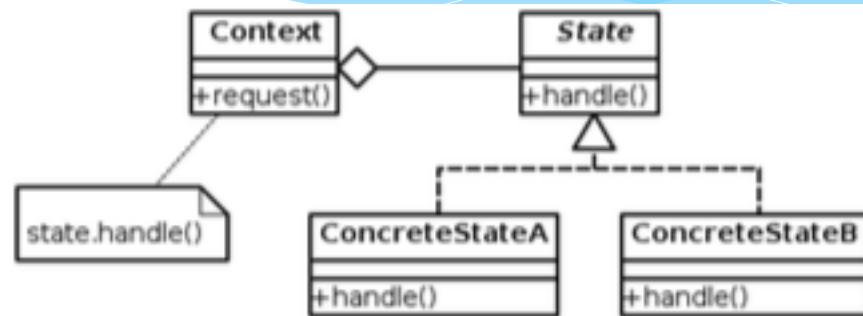 Context
State
+request()
+handle()
state.handle()
ConcreteStateA
ConcreteStateB
+handle()
+handle()